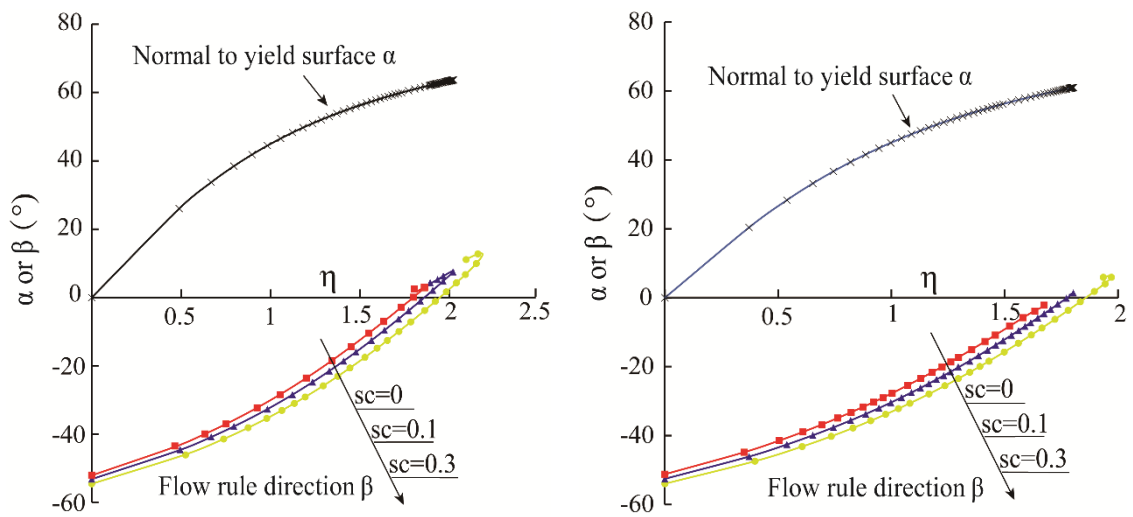 80
60
40
20
0
-20
-40
-60
α or β (°)
Normal to yield surface α
η
0.5
1
1.5
2
2.5
sc=0
sc=0.1
sc=0.3
Flow rule direction β
80
60
40
20
0
-20
-40
-60
α or β (°)
Normal to yield surface α
η
0.5
1
1.5
2
sc=0
sc=0.1
sc=0.3
Flow rule direction β